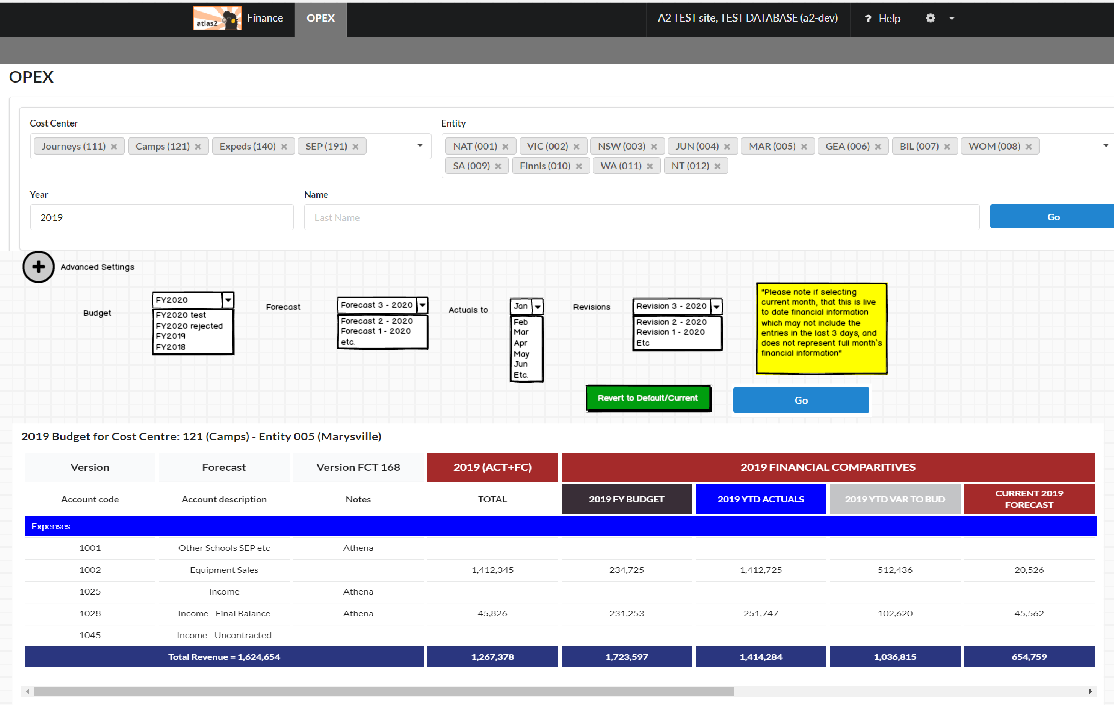 atlas2 Finance OPEX A2 TEST site, TEST DATABASE (a2-dev) ? Help
OPEX
Cost Center Entity
Journeys (111) × Camps (121) × Expeds (140) × SEP (191) × NAT (001) × VIC (002) × NSW (003) × JUN (004) × MAR (005) × GEA (006) × BIL (007) × WOM (008) ×
SA (009) × Finnis (010) × WA (011) × NT (012) ×
Year Name
2019 Last Name Go
Advanced Settings
Budget
FY2020
FY2020 test
FY2020 rejected
FY2019
FY2018
Forecast
Forecast 3 - 2020
Forecast 2 - 2020
Forecast 1 - 2020
etc.
Actuals to
Jan
Feb
Mar
Apr
May
Jun
Etc.
Revisions
Revision 3 - 2020
Revision 2 - 2020
Revision 1 - 2020
Etc
"Please note if selecting
current month, that this is live
to date financial information
which may not include the
entries in the last 3 days, and
does not represent full month's
financial information"
Revert to Default/Current Go
2019 Budget for Cost Centre: 121 (Camps) - Entity 005 (Marysville)
Version Forecast Version FCT 168 2019 (ACT+FC) 2019 FINANCIAL COMPARITIVES
Account code Account description Notes TOTAL 2019 FY BUDGET 2019 YTD ACTUALS 2019 YTD VAR TO BUD CURRENT 2019
FORECAST
Expenses
1001 Other Schools SEP etc Athena
1002 Equipment Sales 1,412,345 234,725 1,412,725 512,436 20,526
1025 Income Athena
1028 Income - Final Balance Athena 45,826 231,253 251,747 102,620 45,562
1045 Income - Uncontracted
Total Revenue = 1,624,654 1,267,378 1,723,597 1,414,284 1,036,815 654,759